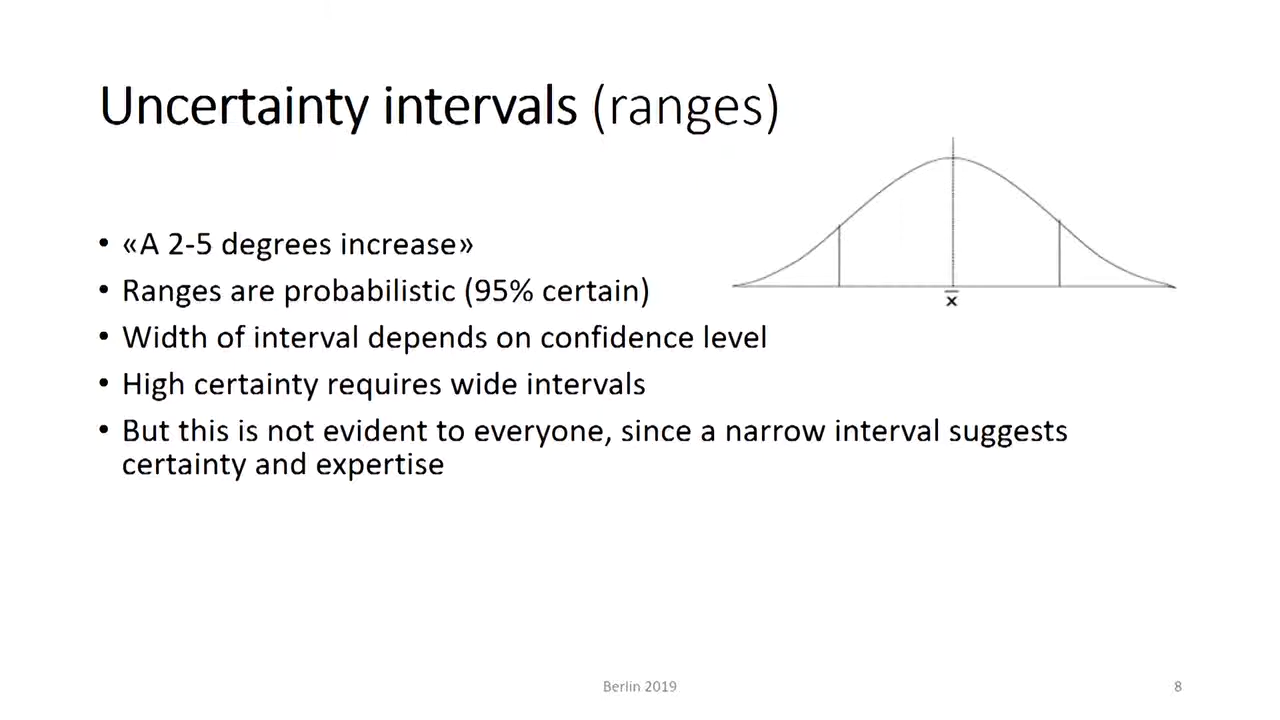 Uncertainty intervals (ranges)
• «A 2-5 degrees increase»
• Ranges are probabilistic (95% certain)
• Width of interval depends on confidence level
• High certainty requires wide intervals
• But this is not evident to everyone, since a narrow interval suggests
certainty and expertise
x̅
Berlin 2019
8